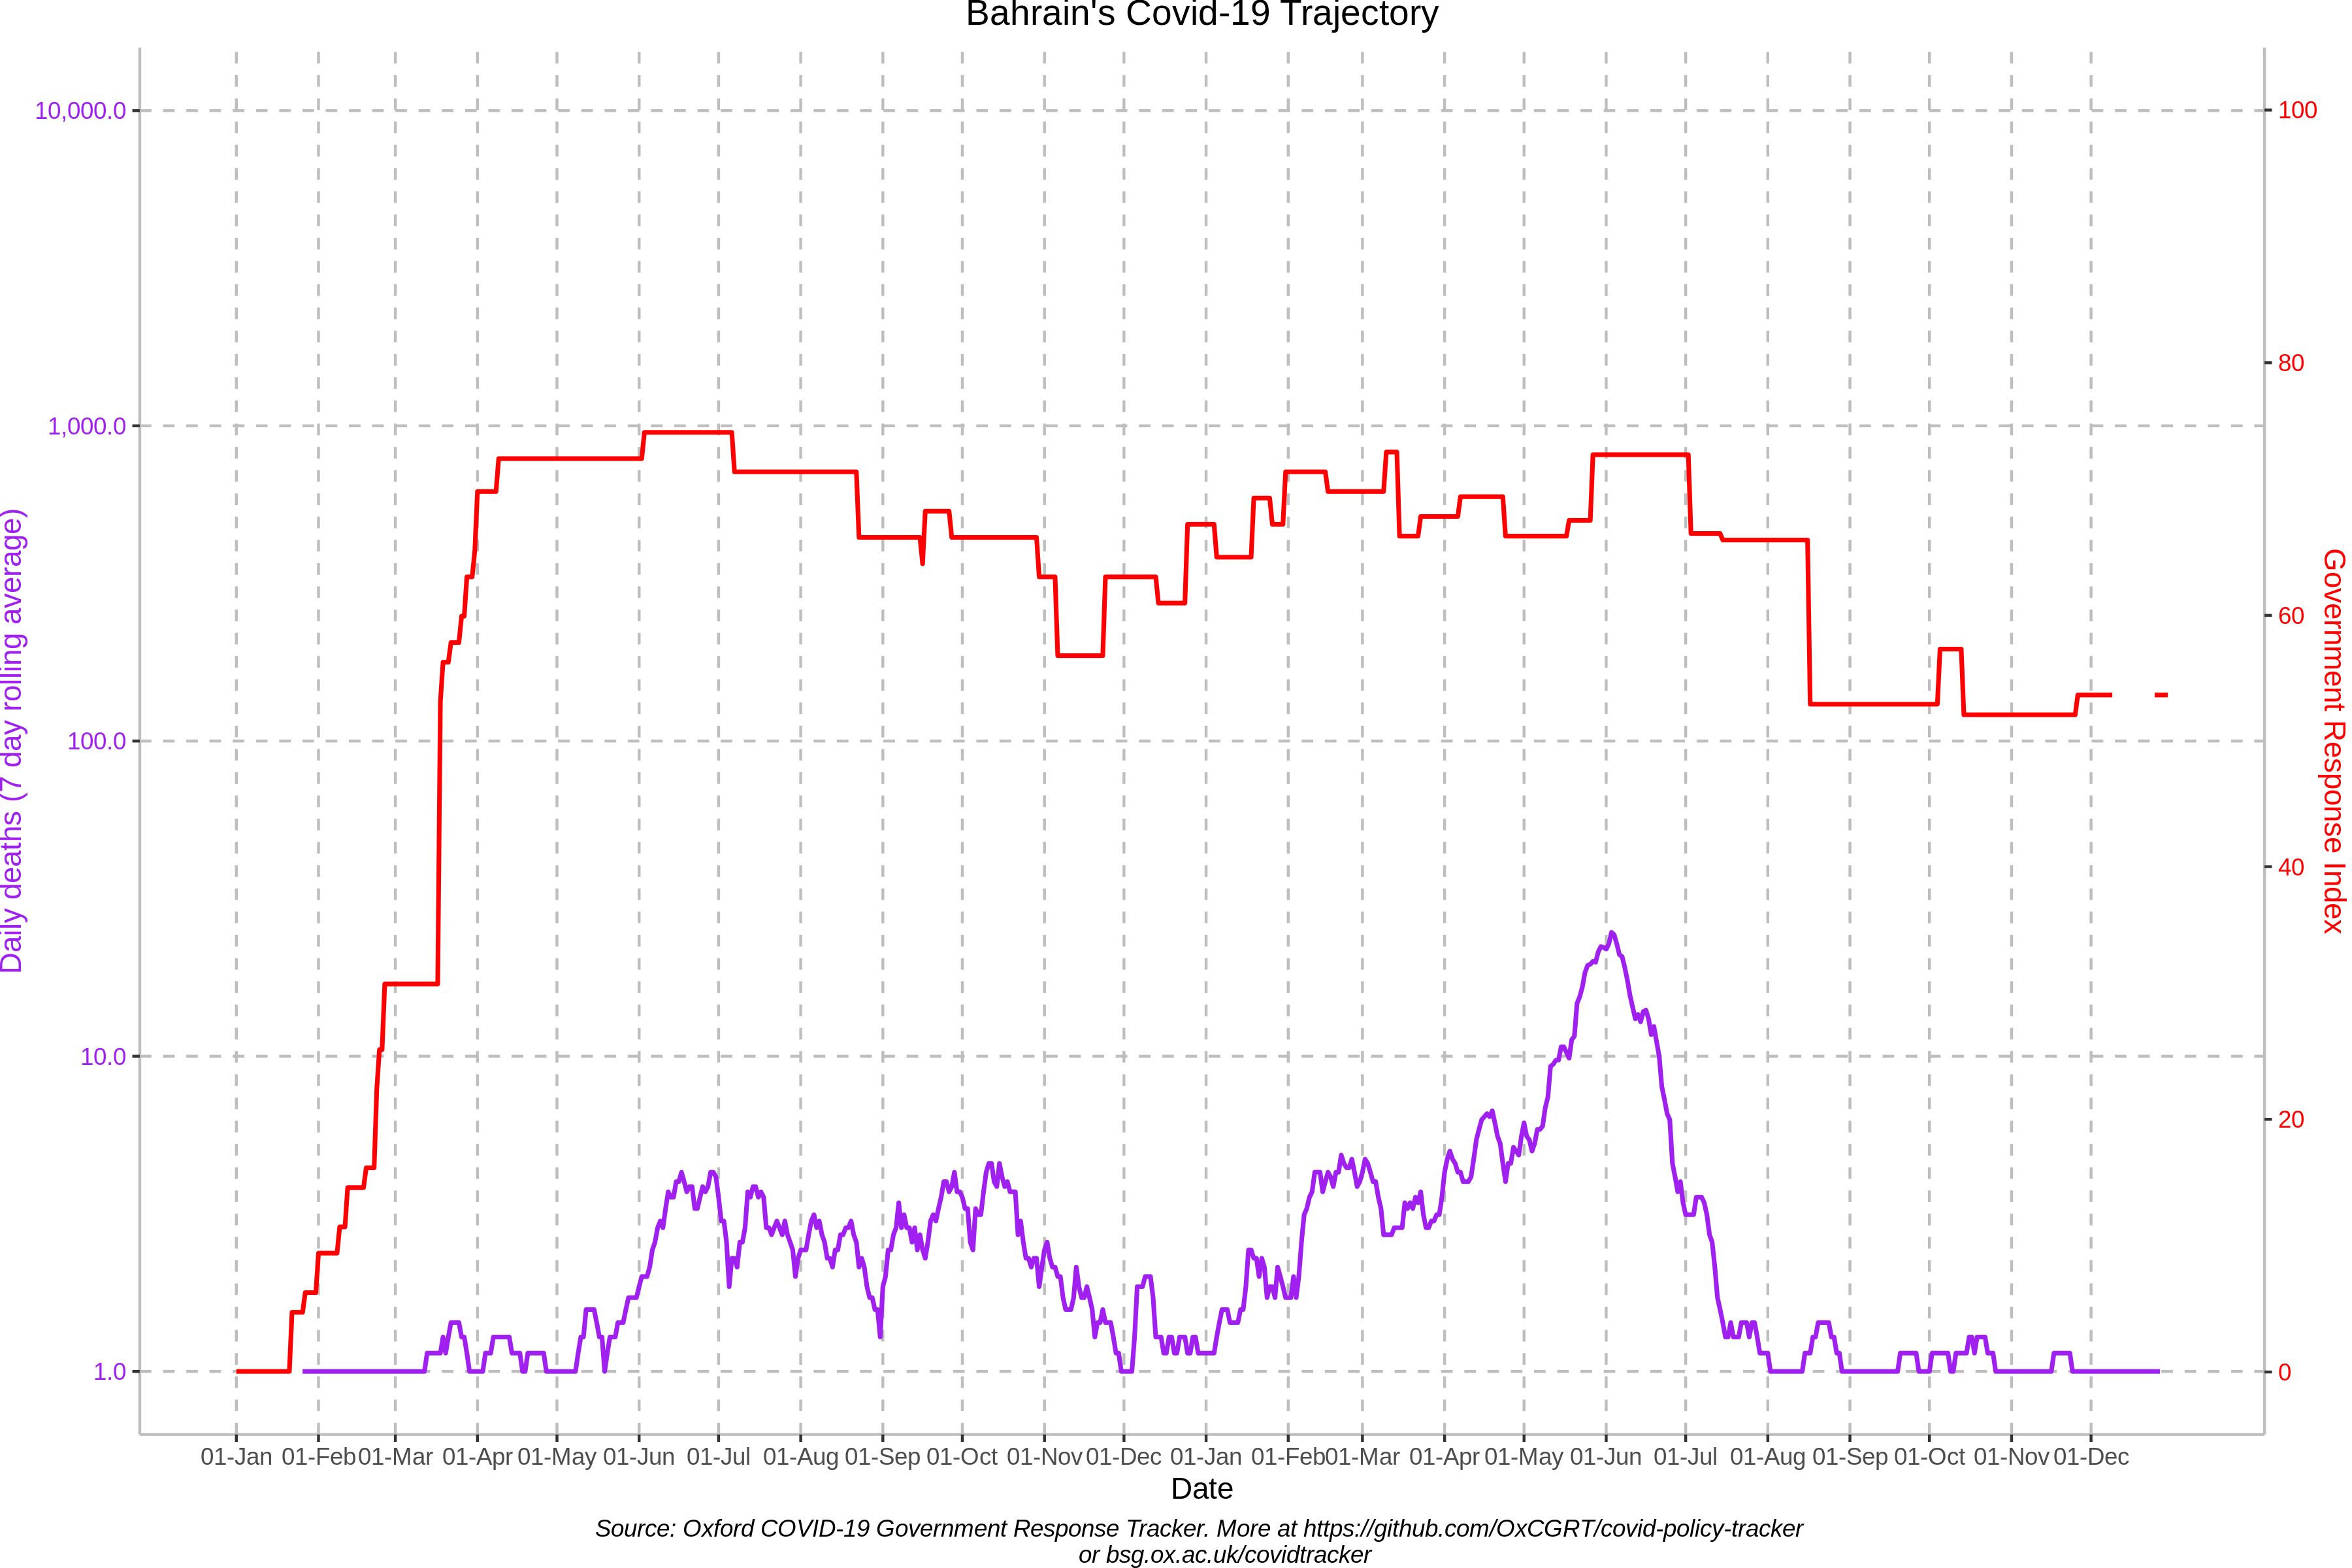 Bahrain's Covid-19 Trajectory
10,000.0
1,000.0
100.0
10.0
1.0
Daily deaths (7 day rolling average)
100
80
60
40
20
0
Government Response Index
01-Jan 01-Feb 01-Mar 01-Apr 01-May 01-Jun 01-Jul 01-Aug 01-Sep 01-Oct 01-Nov 01-Dec 01-Jan 01-Feb 01-Mar 01-Apr 01-May 01-Jun 01-Jul 01-Aug 01-Sep 01-Oct 01-Nov 01-Dec
Date
Source: Oxford COVID-19 Government Response Tracker. More at https://github.com/OxCGRT/covid-policy-tracker
or bsg.ox.ac.uk/covidtracker